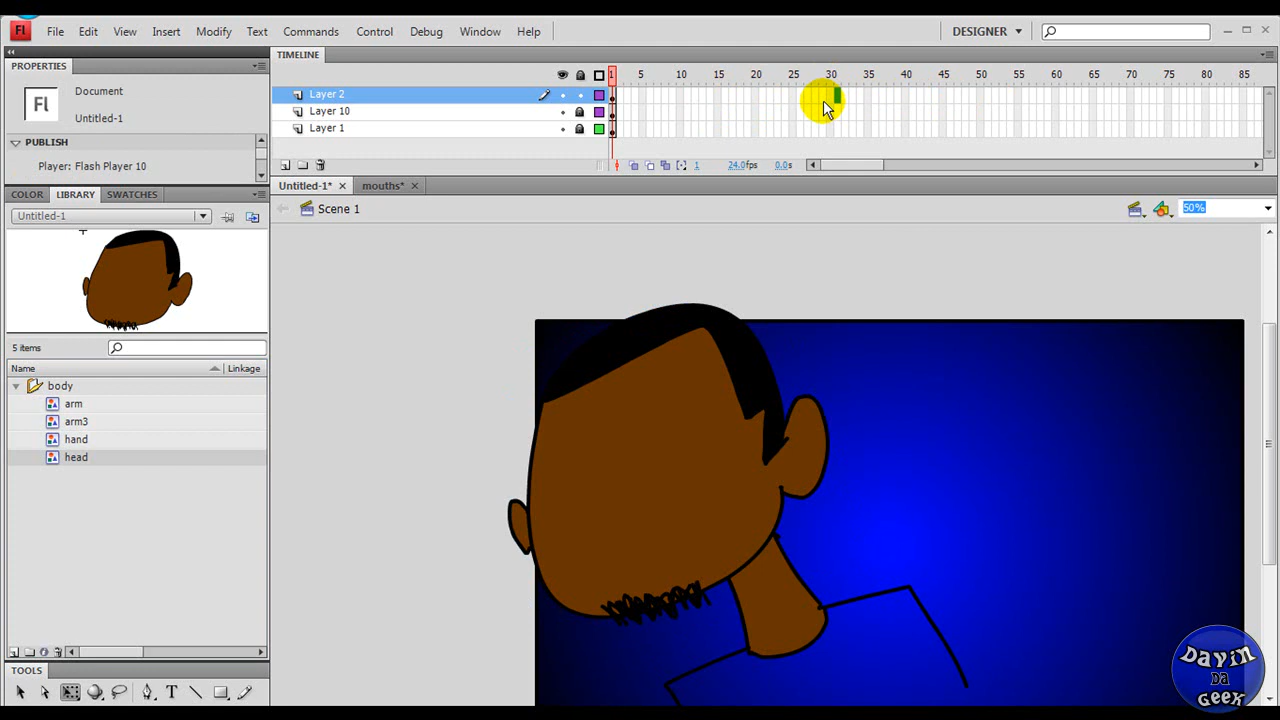 Fl File Edit View Insert Modify Text Commands Control Debug Window Help DESIGNER
PROPERTIES
Fl Document
Untitled-1
PUBLISH
Player: Flash Player 10
COLOR LIBRARY SWATCHES
Untitled-1
5 items
Name Linkage
body
arm
arm3
hand
head
TOOLS
T
TIMELINE
1 5 10 15 20 25 30 35 40 45 50 55 60 65 70 75 80 85
Layer 2
Layer 10
Layer 1
1 24.0fps 0.0s
Untitled-1* mouths*
Scene 1 50%
Dayin
Da
Geek